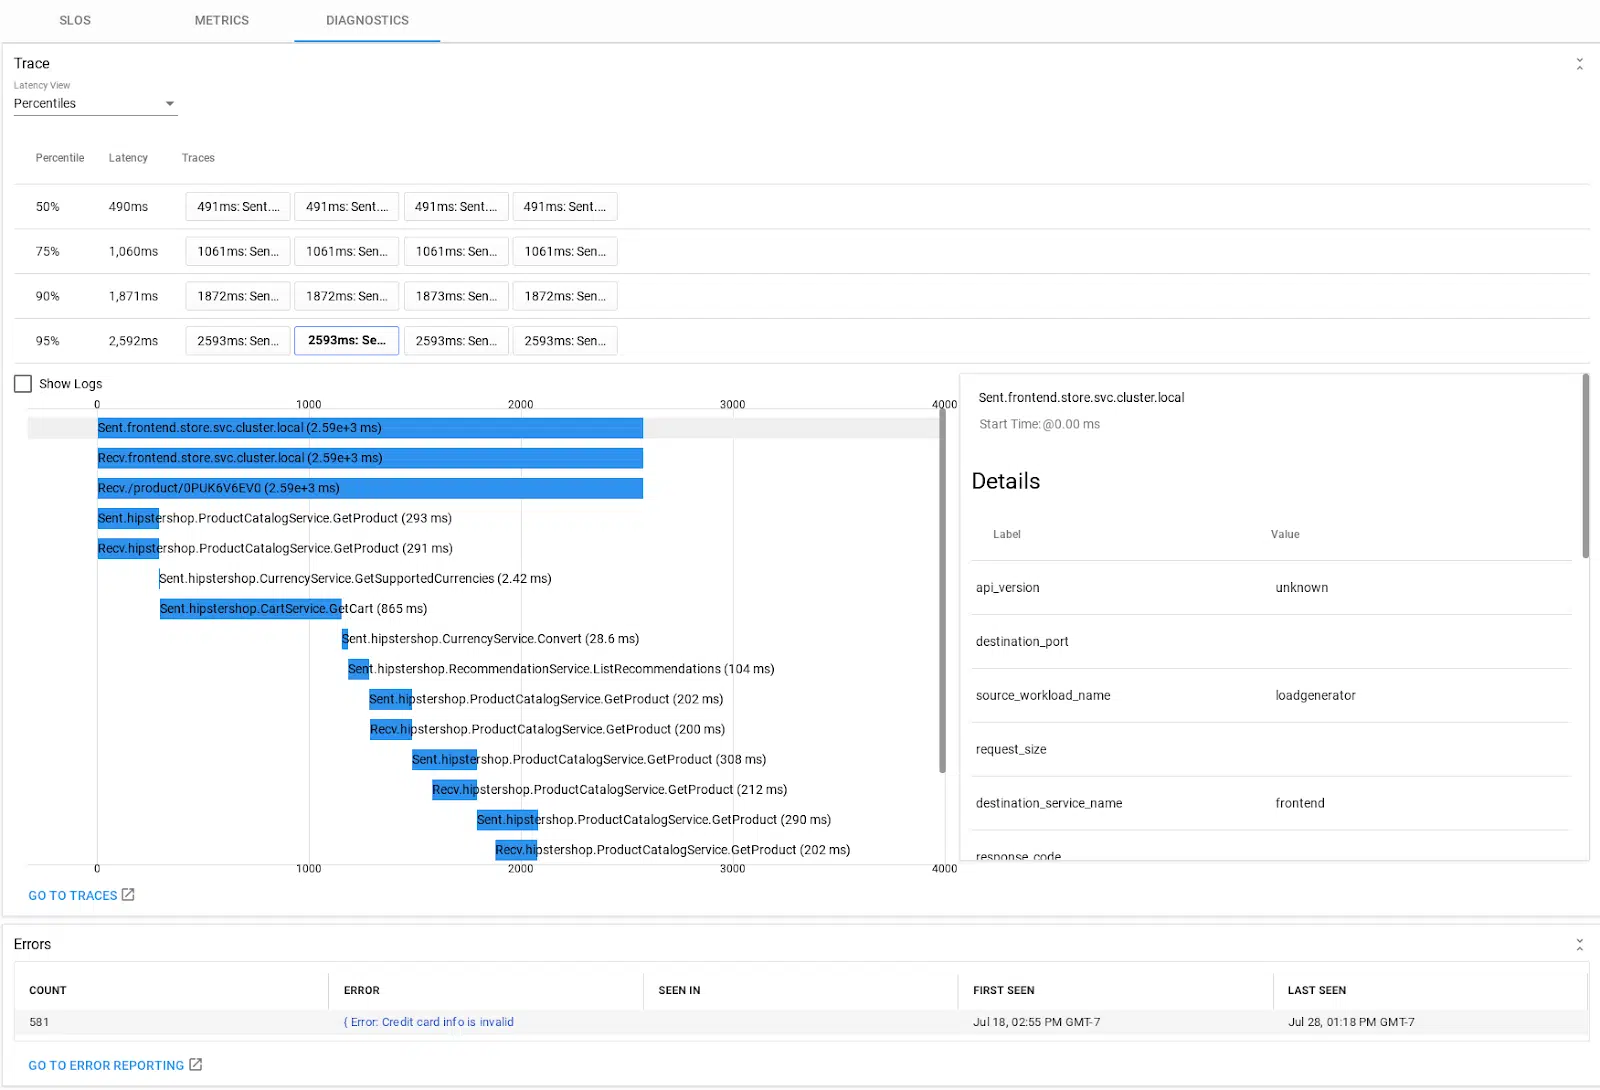 SLOS METRICS DIAGNOSTICS
Trace
Latency View
Percentiles
Percentile Latency Traces
50% 490ms 491ms: Sent.... 491ms: Sent.... 491ms: Sent.... 491ms: Sent....
75% 1,060ms 1061ms: Sen... 1061ms: Sen... 1061ms: Sen... 1061ms: Sen...
90% 1,871ms 1872ms: Sen... 1872ms: Sen... 1873ms: Sen... 1872ms: Sen...
95% 2,592ms 2593ms: Sen... 2593ms: Se... 2593ms: Sen... 2593ms: Sen...
Show Logs
0 1000 2000 3000 4000
Sent.frontend.store.svc.cluster.local (2.59e+3 ms)
Recv.frontend.store.svc.cluster.local (2.59e+3 ms)
Recv./product/0PUK6V6EV0 (2.59e+3 ms)
Sent.hipstershop.ProductCatalogService.GetProduct (293 ms)
Recv.hipstershop.ProductCatalogService.GetProduct (291 ms)
Sent.hipstershop.CurrencyService.GetSupportedCurrencies (2.42 ms)
Sent.hipstershop.CartService.GetCart (865 ms)
Sent.hipstershop.CurrencyService.Convert (28.6 ms)
Sent.hipstershop.RecommendationService.ListRecommendations (104 ms)
Sent.hipstershop.ProductCatalogService.GetProduct (202 ms)
Recv.hipstershop.ProductCatalogService.GetProduct (200 ms)
Sent.hipstershop.ProductCatalogService.GetProduct (308 ms)
Recv.hipstershop.ProductCatalogService.GetProduct (212 ms)
Sent.hipstershop.ProductCatalogService.GetProduct (290 ms)
Recv.hipstershop.ProductCatalogService.GetProduct (202 ms)
0 1000 2000 3000 4000
GO TO TRACES
Sent.frontend.store.svc.cluster.local
Start Time: @0.00 ms
Details
Label Value
api_version unknown
destination_port
source_workload_name loadgenerator
request_size
destination_service_name frontend
response_code
Errors
COUNT ERROR SEEN IN FIRST SEEN LAST SEEN
581 { Error: Credit card info is invalid Jul 18, 02:55 PM GMT-7 Jul 28, 01:18 PM GMT-7
GO TO ERROR REPORTING